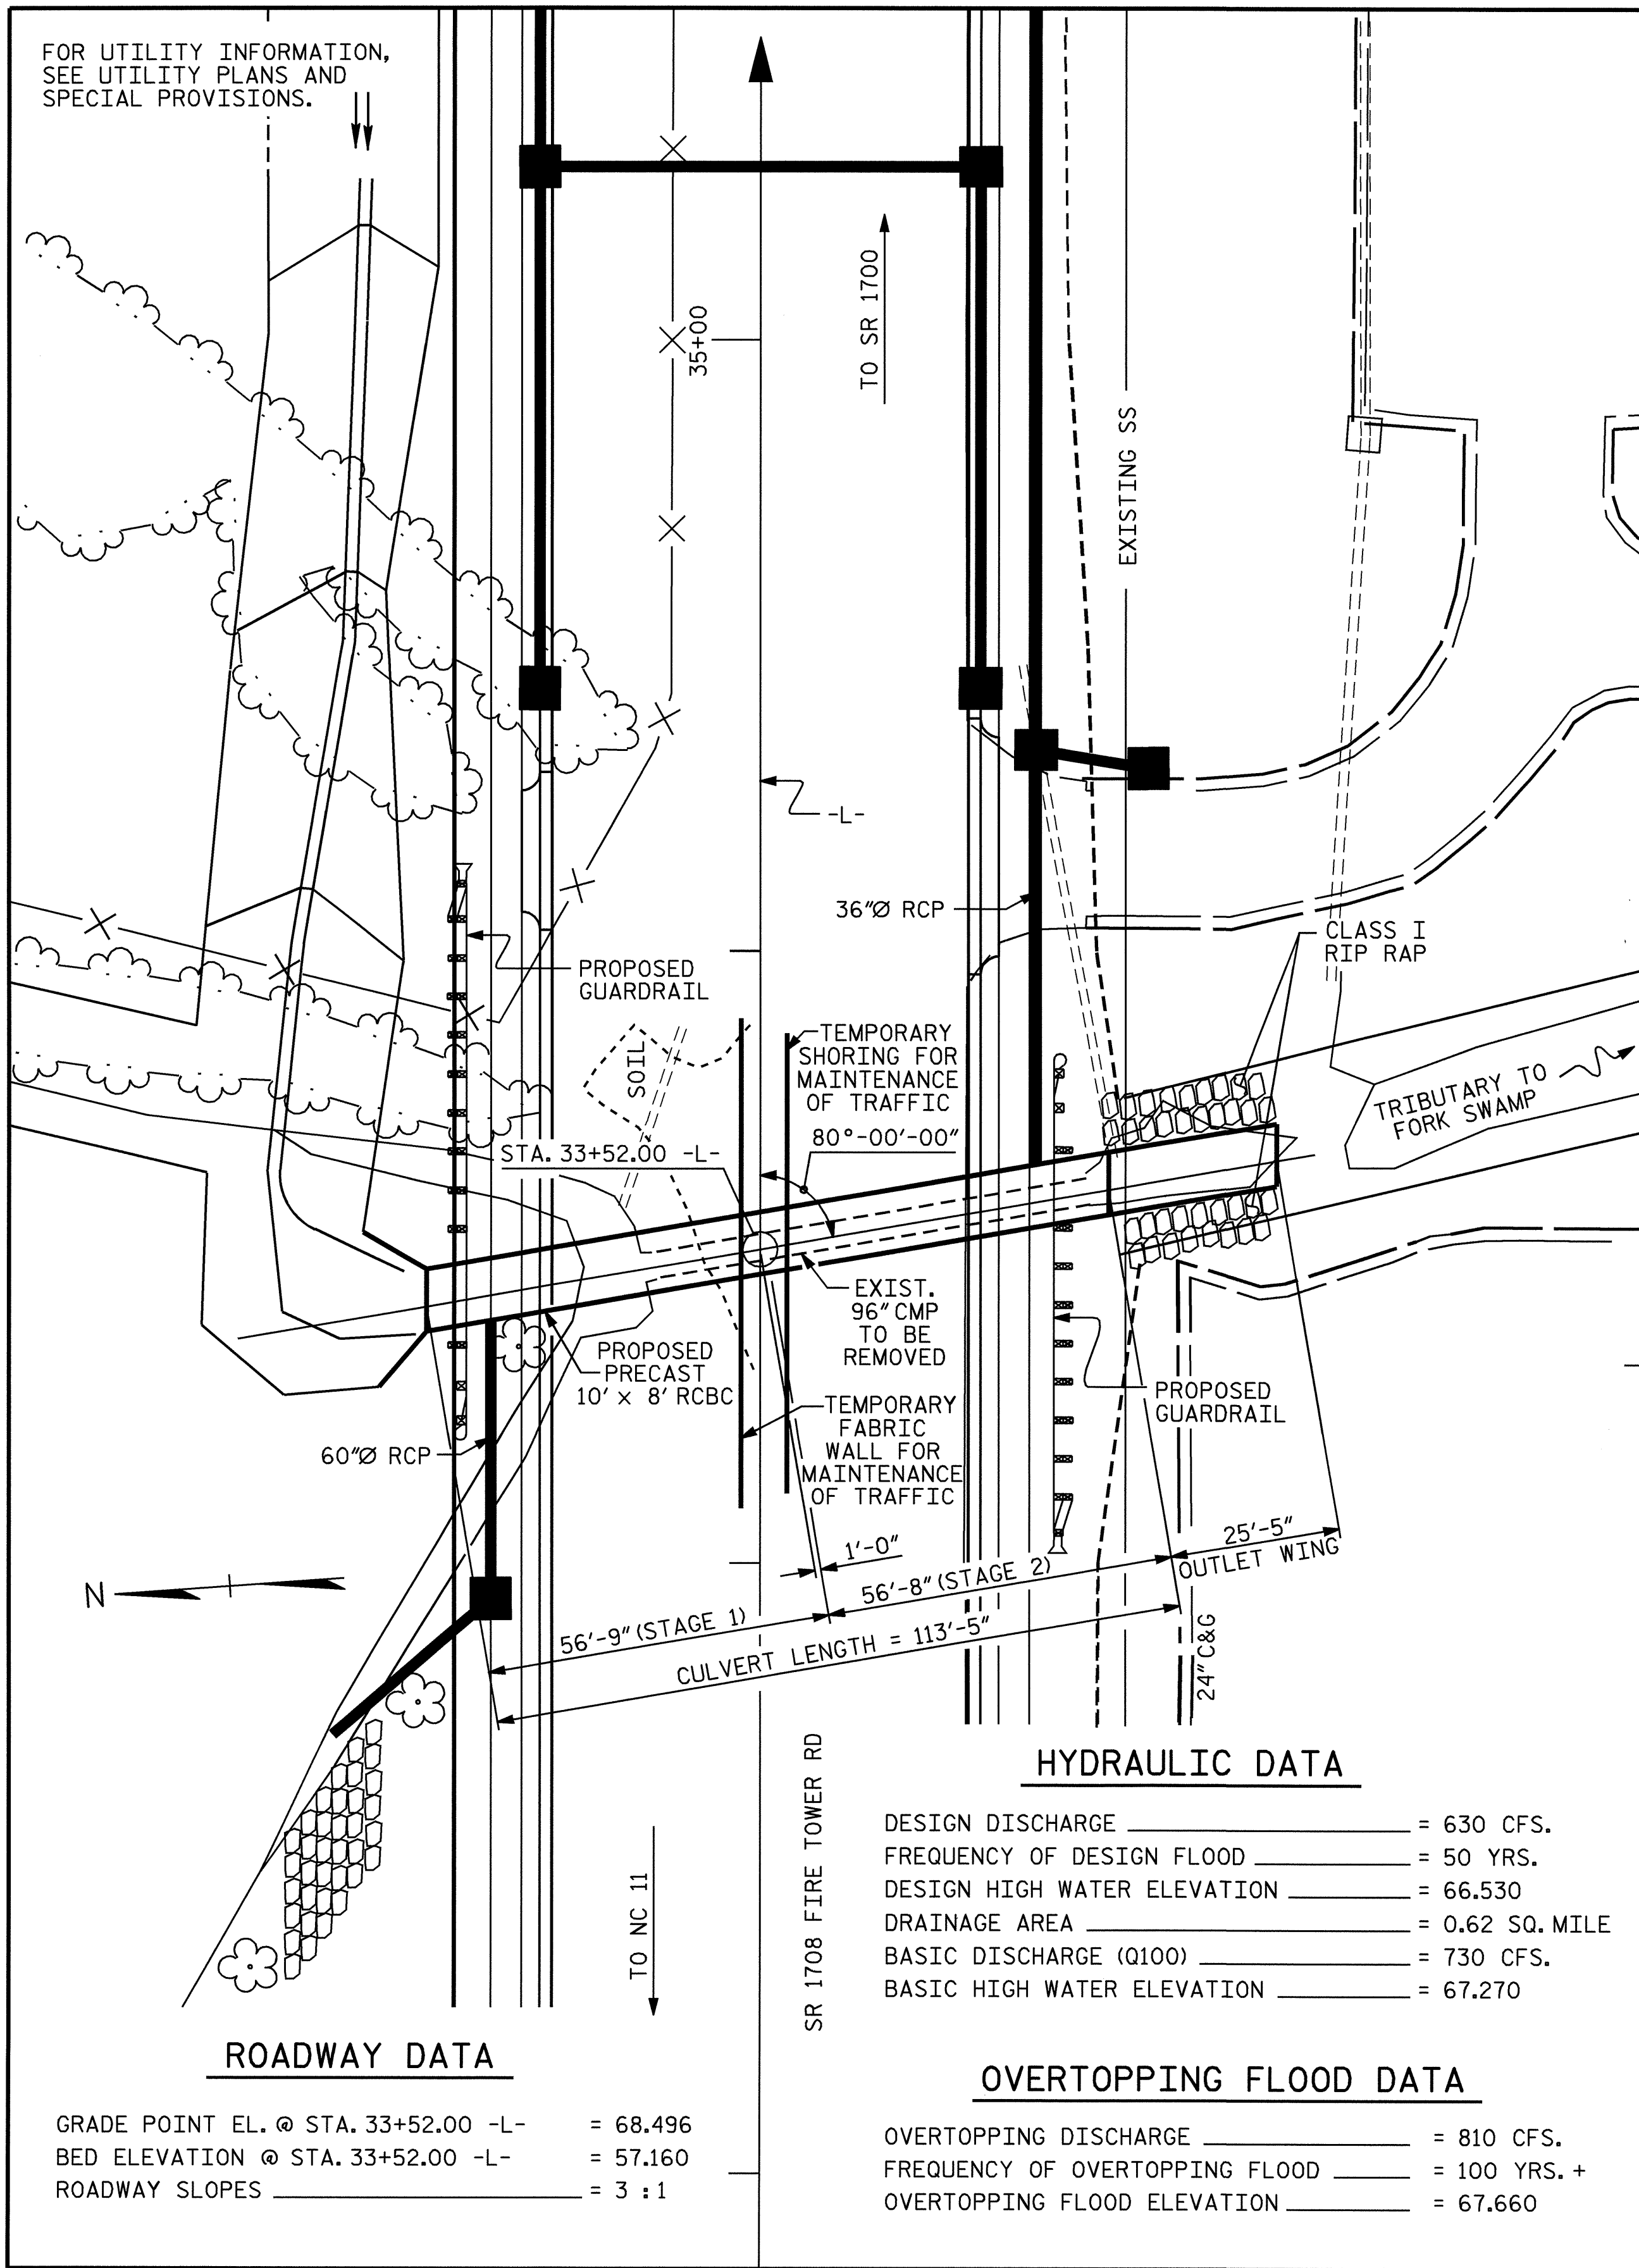 FOR UTILITY INFORMATION,
SEE UTILITY PLANS AND
SPECIAL PROVISIONS.
35+00
TO SR 1700
EXISTING SS
-L-
36"Ø RCP
CLASS I
RIP RAP
PROPOSED
GUARDRAIL
SOIL
TEMPORARY
SHORING FOR
MAINTENANCE
OF TRAFFIC
80°-00'-00"
TRIBUTARY TO
FORK SWAMP
STA. 33+52.00 -L-
EXIST.
96" CMP
TO BE
REMOVED
PROPOSED
PRECAST
10' x 8' RCBC
PROPOSED
GUARDRAIL
TEMPORARY
FABRIC
WALL FOR
MAINTENANCE
OF TRAFFIC
60"Ø RCP
N
1'-0"
25'-5"
OUTLET WING
56'-8" (STAGE 2)
56'-9" (STAGE 1)
CULVERT LENGTH = 113'-5"
24" C&G
SR 1708 FIRE TOWER RD
TO NC 11
HYDRAULIC DATA
DESIGN DISCHARGE = 630 CFS.
FREQUENCY OF DESIGN FLOOD = 50 YRS.
DESIGN HIGH WATER ELEVATION = 66.530
DRAINAGE AREA = 0.62 SQ. MILE
BASIC DISCHARGE (Q100) = 730 CFS.
BASIC HIGH WATER ELEVATION = 67.270
ROADWAY DATA
GRADE POINT EL. @ STA. 33+52.00 -L- = 68.496
BED ELEVATION @ STA. 33+52.00 -L- = 57.160
ROADWAY SLOPES = 3 : 1
OVERTOPPING FLOOD DATA
OVERTOPPING DISCHARGE = 810 CFS.
FREQUENCY OF OVERTOPPING FLOOD = 100 YRS. +
OVERTOPPING FLOOD ELEVATION = 67.660